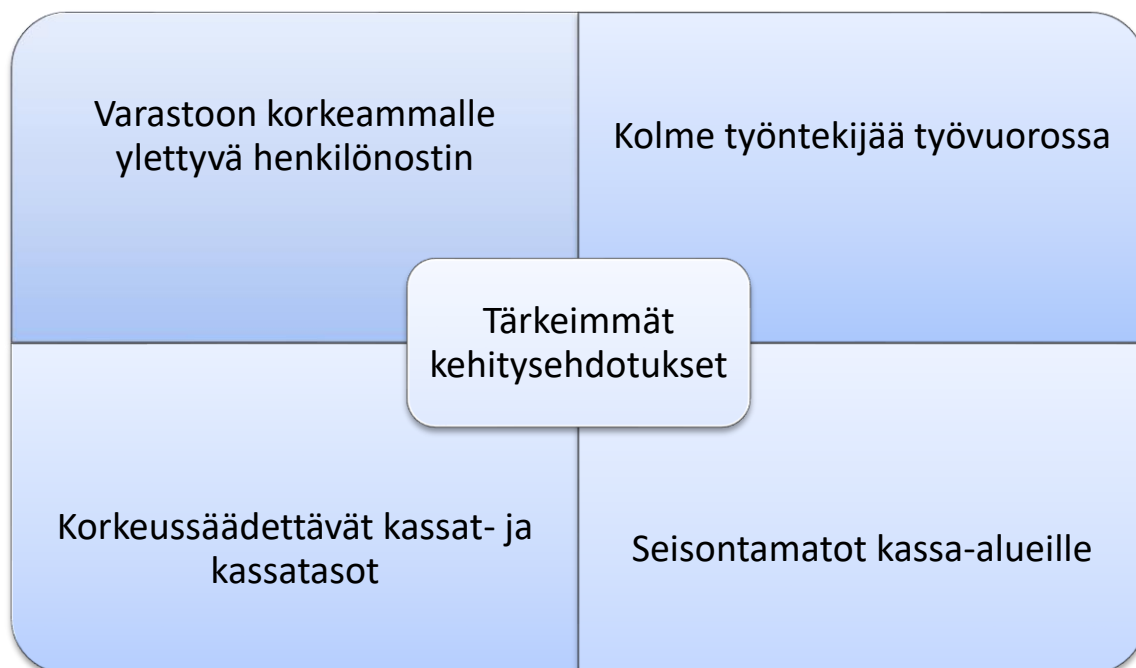 Varastoon korkeammalle
ylettyvä henkilönostin
Kolme työntekijää työvuorossa
Tärkeimmät
kehitysehdotukset
Korkeussäädettävät kassat- ja
kassatasot
Seisontamatot kassa-alueille